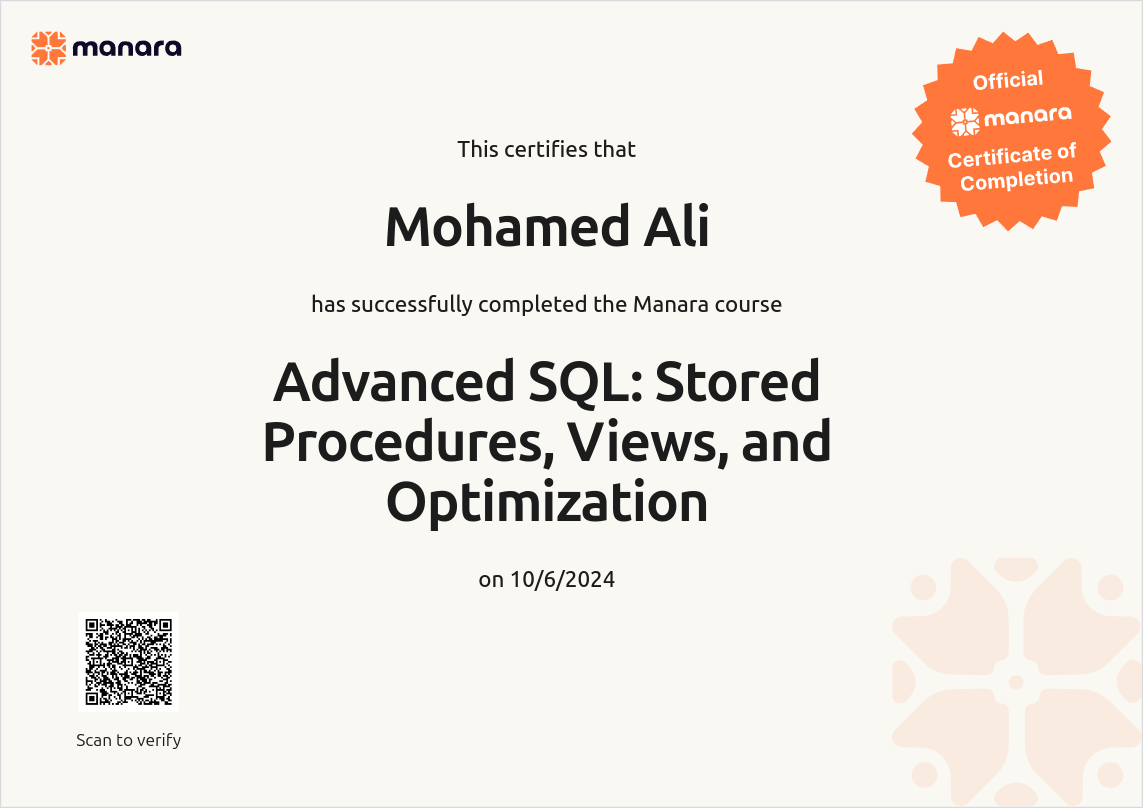 manara
Official
manara
Certificate of
Completion
This certifies that
Mohamed Ali
has successfully completed the Manara course
Advanced SQL: Stored
Procedures, Views, and
Optimization
on 10/6/2024
Scan to verify